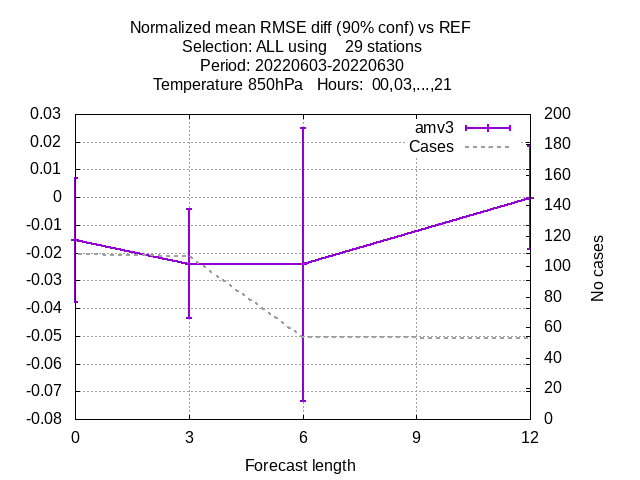 Normalized mean RMSE diff (90% conf) vs REF
Selection: ALL using    29 stations
Period: 20220603-20220630
Temperature 850hPa   Hours:  00,03,...,21
0.03
0.02
0.01
0
-0.01
-0.02
-0.03
-0.04
-0.05
-0.06
-0.07
-0.08
amv3
Cases
200
180
160
140
120
100
80
60
40
20
0
No cases
0 3 6 9 12
Forecast length